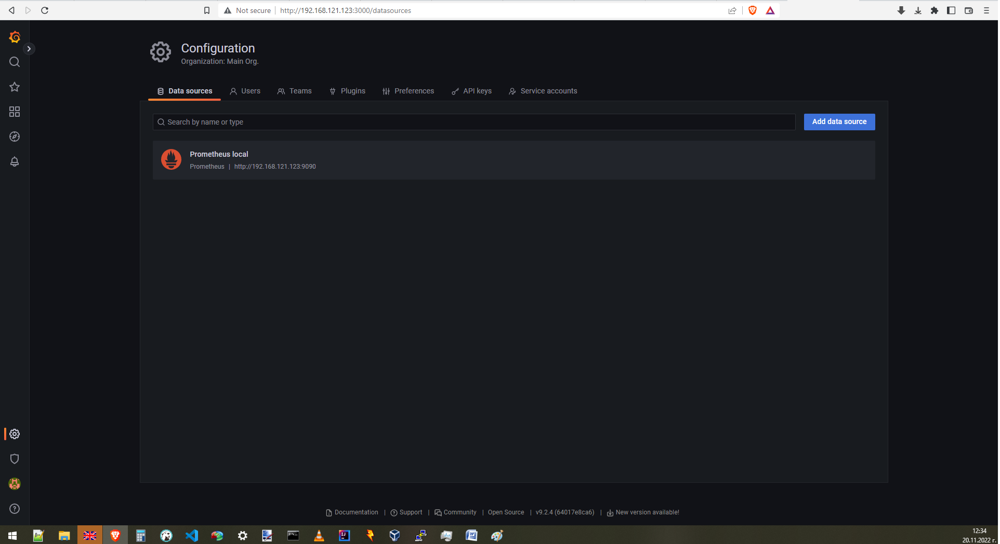 Not secure http://192.168.121.123:3000/datasources
Configuration
Organization: Main Org.
Data sources Users Teams Plugins Preferences API keys Service accounts
Search by name or type Add data source
Prometheus local
Prometheus | http://192.168.121.123:9090
Documentation | Support | Community | Open Source | v9.2.4 (64017e8ca6) | New version available!
12:34
20.11.2022 г.